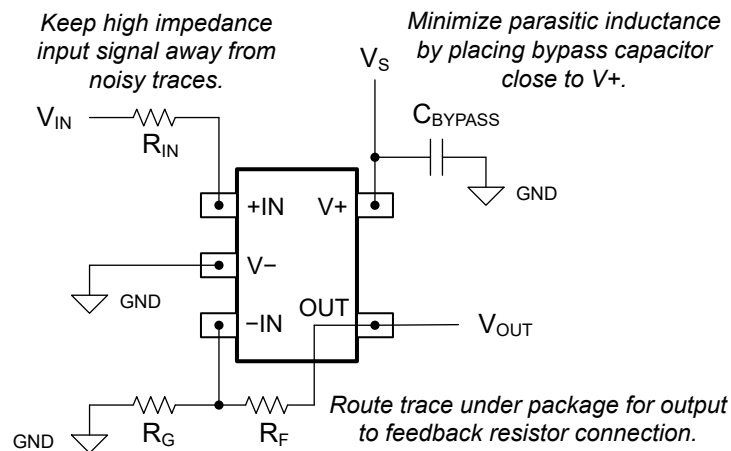 Keep high impedance
input signal away from
noisy traces.
Minimize parasitic inductance
by placing bypass capacitor
close to V+.
VS
CBYPASS
VIN
RIN
GND
+IN
V+
V−
GND
OUT
−IN
VOUT
GND
RG
RF
Route trace under package for output
to feedback resistor connection.